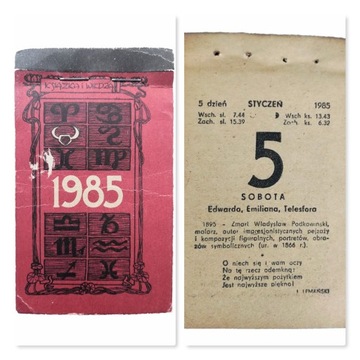 KSIĄŻKA I WIEDZA
1985
5 dzień STYCZEŃ 1985
Wsch. sł. 7.44 Wsch ks. 13.43
Zach. sł. 15.39 Zach. ks. 6.32
5
SOBOTA
Edwarda, Emiliana, Telesfora
1895 - Zmarł Władysław Podkowiński,
malarz, autor impresjonistycznych pejzaży
i kompozycji figuralnych, portretów, obra-
zów symbolicznych (ur. w 1866 r.)
O niech się i wam oczy
Na tę rzecz odemkną:
Że najwyższym pożytkiem
Jest najwyższe piękno!
LEMAŃSKI